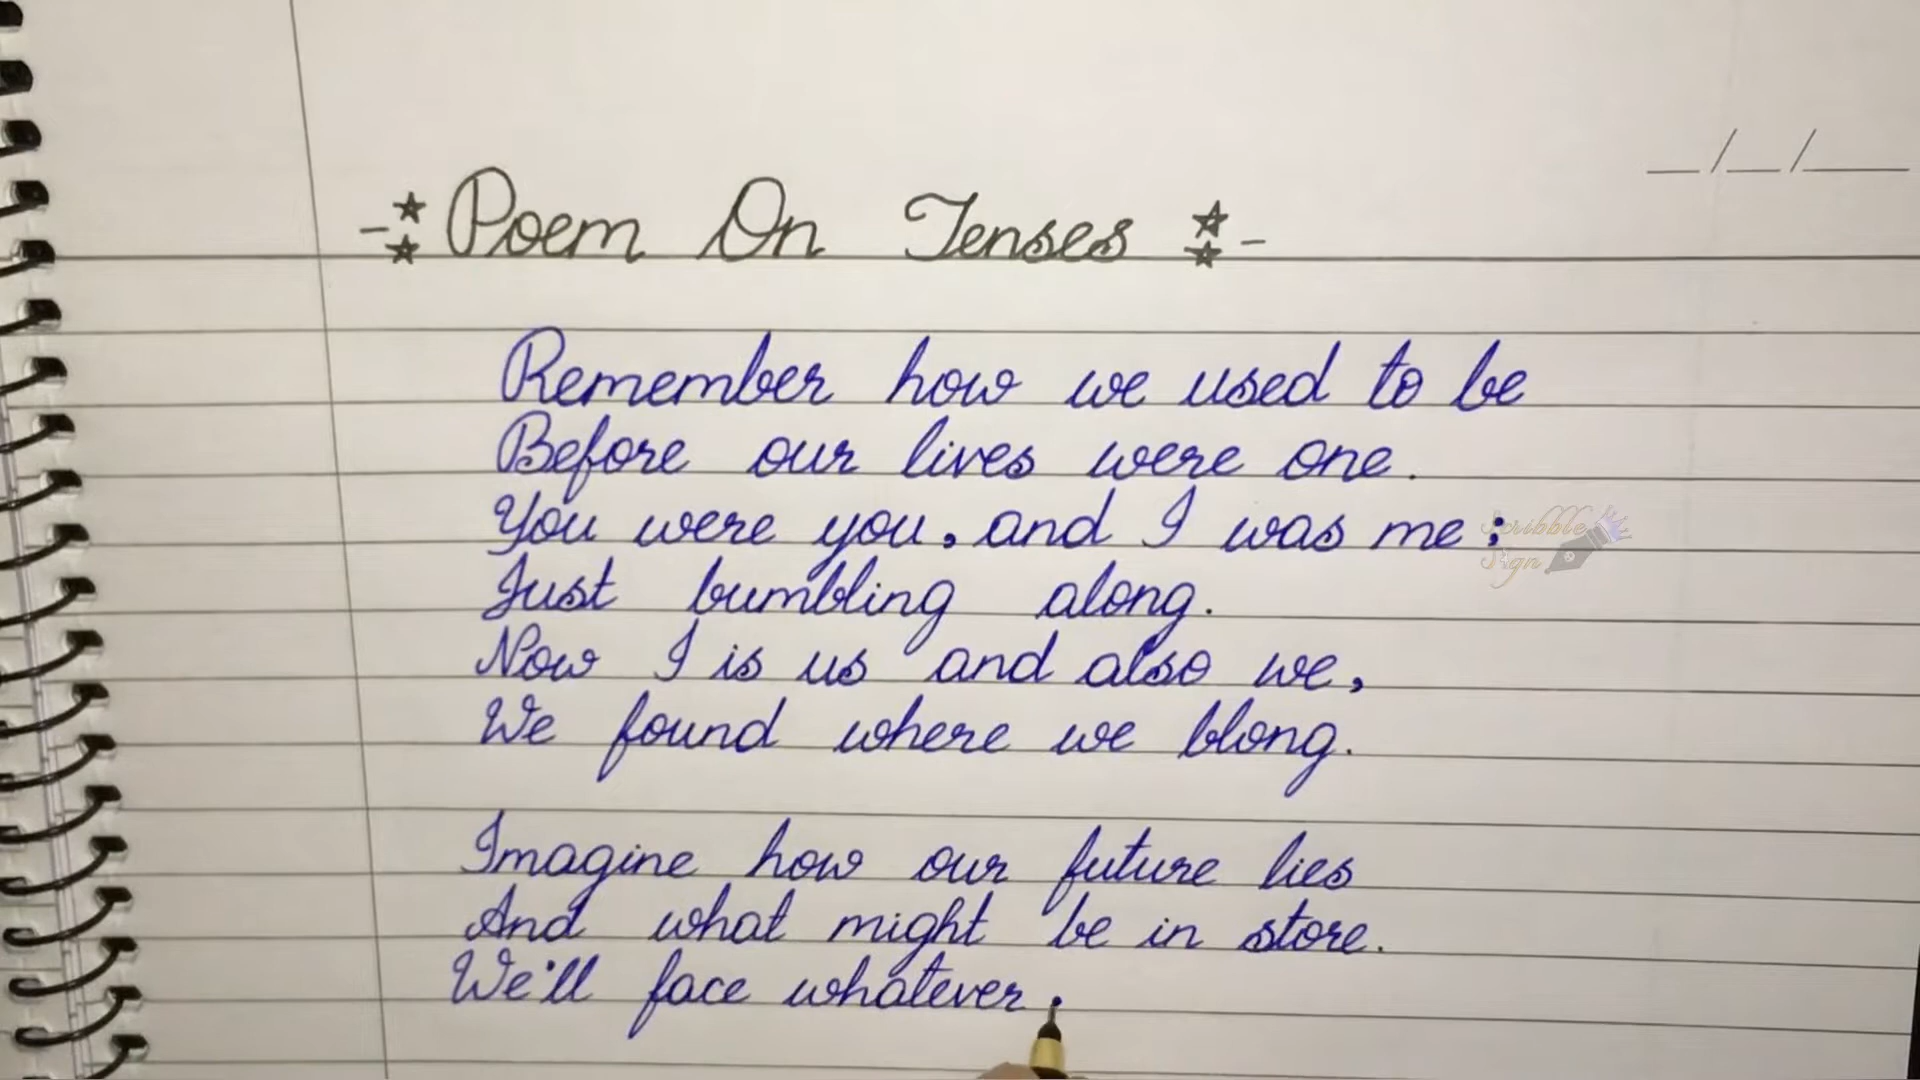 Poem On Tenses
Remember how we used to be
Before our lives were one.
You were you, and I was me;
Just bumbling along.
Now I is us and also we,
We found where we blong.
Imagine how our future lies
And what might be in store.
We'll face whatever
Scribble
Sign